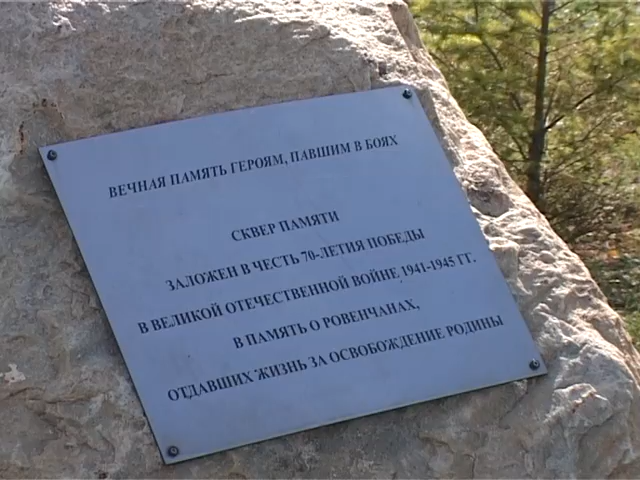 ВЕЧНАЯ ПАМЯТЬ ГЕРОЯМ, ПАВШИМ В БОЯХ
СКВЕР ПАМЯТИ
ЗАЛОЖЕН В ЧЕСТЬ 70-ЛЕТИЯ ПОБЕДЫ
В ВЕЛИКОЙ ОТЕЧЕСТВЕННОЙ ВОЙНЕ 1941-1945 ГГ.
В ПАМЯТЬ О РОВЕНЧАНАХ,
ОТДАВШИХ ЖИЗНЬ ЗА ОСВОБОЖДЕНИЕ РОДИНЫ